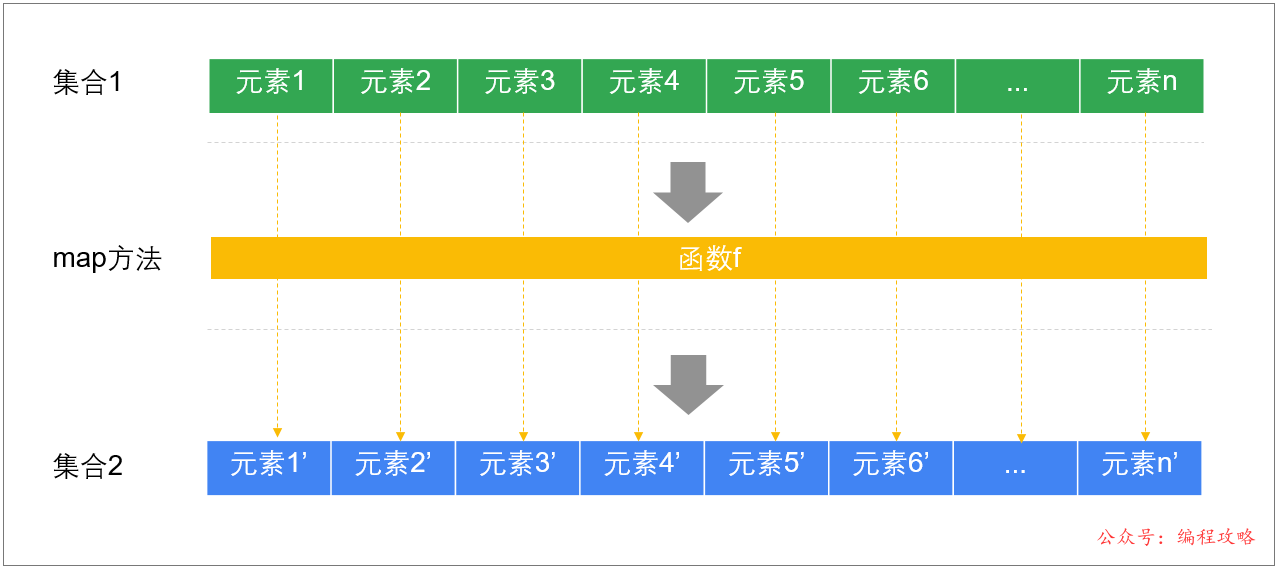 集合1 元素1 元素2 元素3 元素4 元素5 元素6 ... 元素n
map方法 函数f
集合2 元素1’ 元素2’ 元素3’ 元素4’ 元素5’ 元素6’ ... 元素n’
公众号：编程攻略